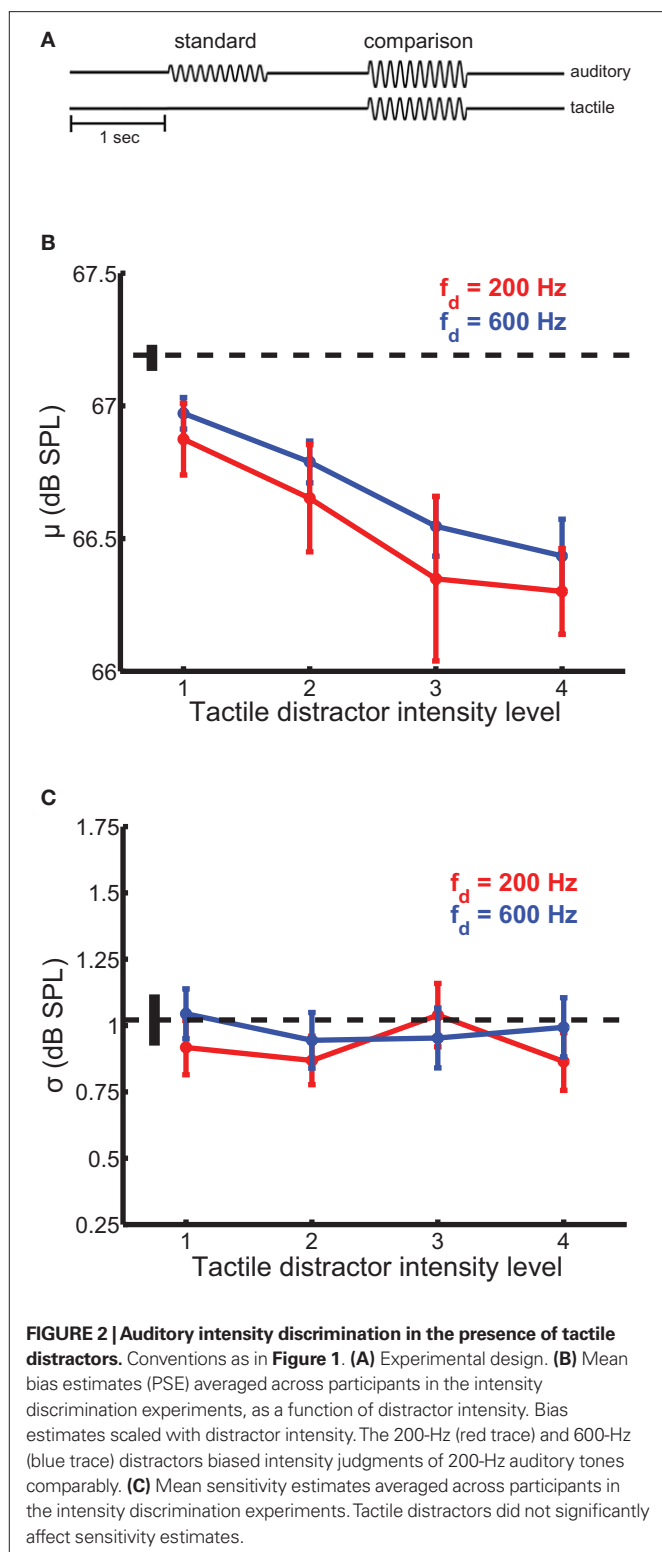 A
standard comparison
auditory
tactile
1 sec
B
67.5
67
66.5
66
μ (dB SPL)
f_d = 200 Hz
f_d = 600 Hz
1 2 3 4
Tactile distractor intensity level
C
1.75
1.5
1.25
1
0.75
0.5
0.25
σ (dB SPL)
f_d = 200 Hz
f_d = 600 Hz
1 2 3 4
Tactile distractor intensity level
FIGURE 2 | Auditory intensity discrimination in the presence of tactile
distractors. Conventions as in Figure 1. (A) Experimental design. (B) Mean
bias estimates (PSE) averaged across participants in the intensity
discrimination experiments, as a function of distractor intensity. Bias
estimates scaled with distractor intensity. The 200-Hz (red trace) and 600-Hz
(blue trace) distractors biased intensity judgments of 200-Hz auditory tones
comparably. (C) Mean sensitivity estimates averaged across participants in
the intensity discrimination experiments. Tactile distractors did not significantly
affect sensitivity estimates.